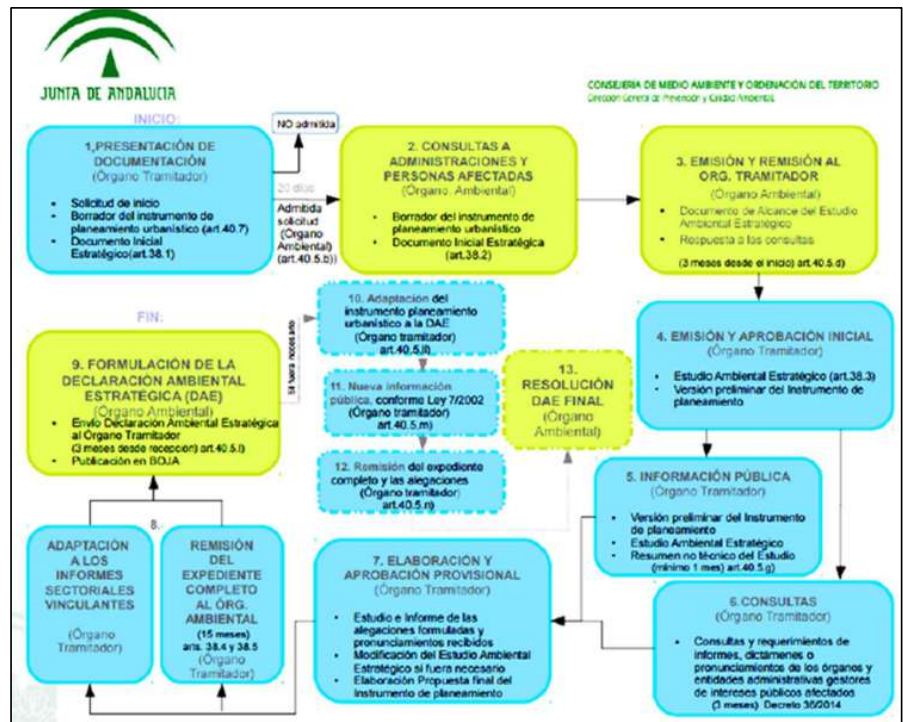 JUNTA DE ANDALUCIA
CONSEJERÍA DE MEDIO AMBIENTE Y ORDENACIÓN DEL TERRITORIO
Dirección General de Prevención y Calidad Ambiental
INICIO:
1,PRESENTACIÓN DE
DOCUMENTACIÓN
(Órgano Tramitador)
• Solicitud de inicio
• Borrador del instrumento de
planeamiento urbanístico (art.40.7)
• Documento Inicial
Estratégico(art.38.1)
NO admitida
20 días
Admitida
solicitud
(Órgano
Ambiental)
(art.40.5.b))
2. CONSULTAS A
ADMINISTRACIONES Y
PERSONAS AFECTADAS
(Órgano. Ambiental)
• Borrador del instrumento de
planeamiento urbanístico
• Documento Inicial Estratégica
(art.38.2)
3. EMISIÓN Y REMISIÓN AL
ORG. TRAMITADOR
(Órgano Ambiental)
• Documento de Alcance del Estudio
Ambiental Estratégico
• Respuesta a las consultas
(3 meses desde el inicio) art.40.5.d)
4. EMISIÓN Y APROBACIÓN INICIAL
(Órgano Tramitador)
• Estudio Ambiental Estratégico (art.38.3)
• Versión preliminar del Instrumento de
planeamiento
5. INFORMACIÓN PÚBLICA
(Órgano Tramitador)
• Versión preliminar del Instrumento
de planeamiento
• Estudio Ambiental Estratégico
• Resumen no técnico del Estudio
(mínimo 1 mes) art.40.5.g)
6.CONSULTAS
(Órgano Tramitador)
• Consultas y requerimientos de
informes, dictámenes o
pronunciamientos de los órganos y
entidades administrativas gestores
de intereses públicos afectados
(3 meses) Decreto 36/2014
7. ELABORACIÓN Y
APROBACIÓN PROVISIONAL
(Órgano Tramitador)
• Estudio e Informe de las
alegaciones formuladas y
pronunciamientos recibidos
• Modificación del Estudio Ambiental
Estratégico si fuera necesario
• Elaboración Propuesta final del
Instrumento de planeamiento
8.
ADAPTACIÓN
A LOS
INFORMES
SECTORIALES
VINCULANTES
(Órgano
Tramitador)
REMISIÓN
DEL
EXPEDIENTE
COMPLETO
AL ÓRG.
AMBIENTAL
(15 meses)
arts. 38.4 y 38.5
(Órgano
Tramitador)
FIN:
9. FORMULACIÓN DE LA
DECLARACIÓN AMBIENTAL
ESTRATÉGICA (DAE)
(Órgano Ambiental)
• Envío Declaración Ambiental Estratégica
al Órgano Tramitador
(3 meses desde recepción) art.40.5.l)
• Publicación en BOJA
Si fuera necesario
10. Adaptación del
instrumento planeamiento
urbanístico a la DAE
(Órgano tramitador)
art.40.5.ll)
11. Nueva información
pública, conforme Ley 7/2002
(Órgano tramitador)
art.40.5.m)
12. Remisión del expediente
completo y las alegaciones
(Órgano tramitador)
art.40.5.n)
13.
RESOLUCIÓN
DAE FINAL
(Órgano
Ambiental)